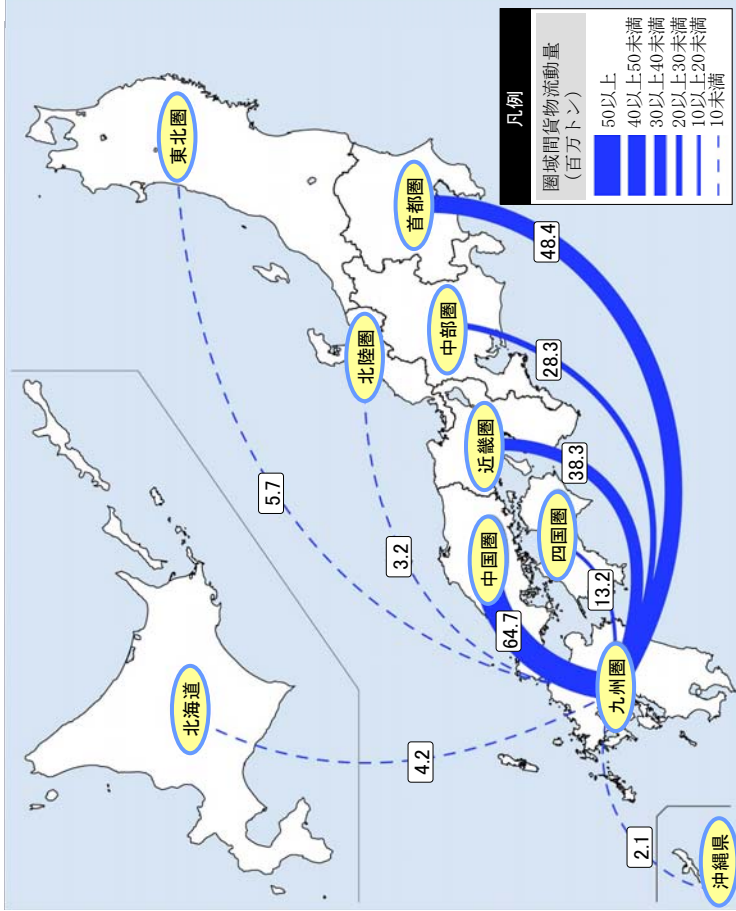 北海道
東北圏
北陸圏
首都圏
中部圏
近畿圏
中国圏
四国圏
九州圏
沖縄県
5.7
3.2
4.2
2.1
64.7
13.2
38.3
28.3
48.4
凡例
圏域間貨物流動量
（百万トン）
50以上
40以上50未満
30以上40未満
20以上30未満
10以上20未満
10未満